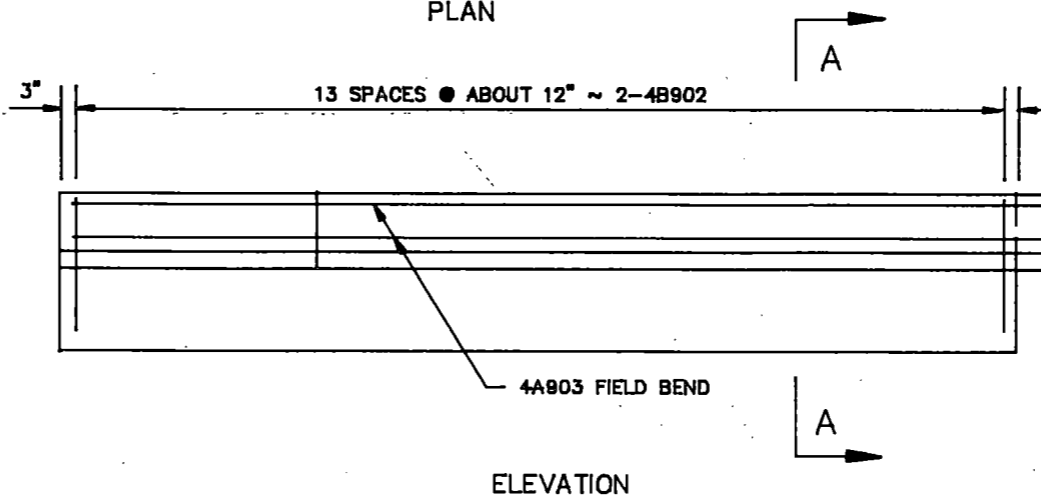 PLAN
A
3"
13 SPACES @ ABOUT 12" ~ 2-4B902
4A903 FIELD BEND
A
ELEVATION